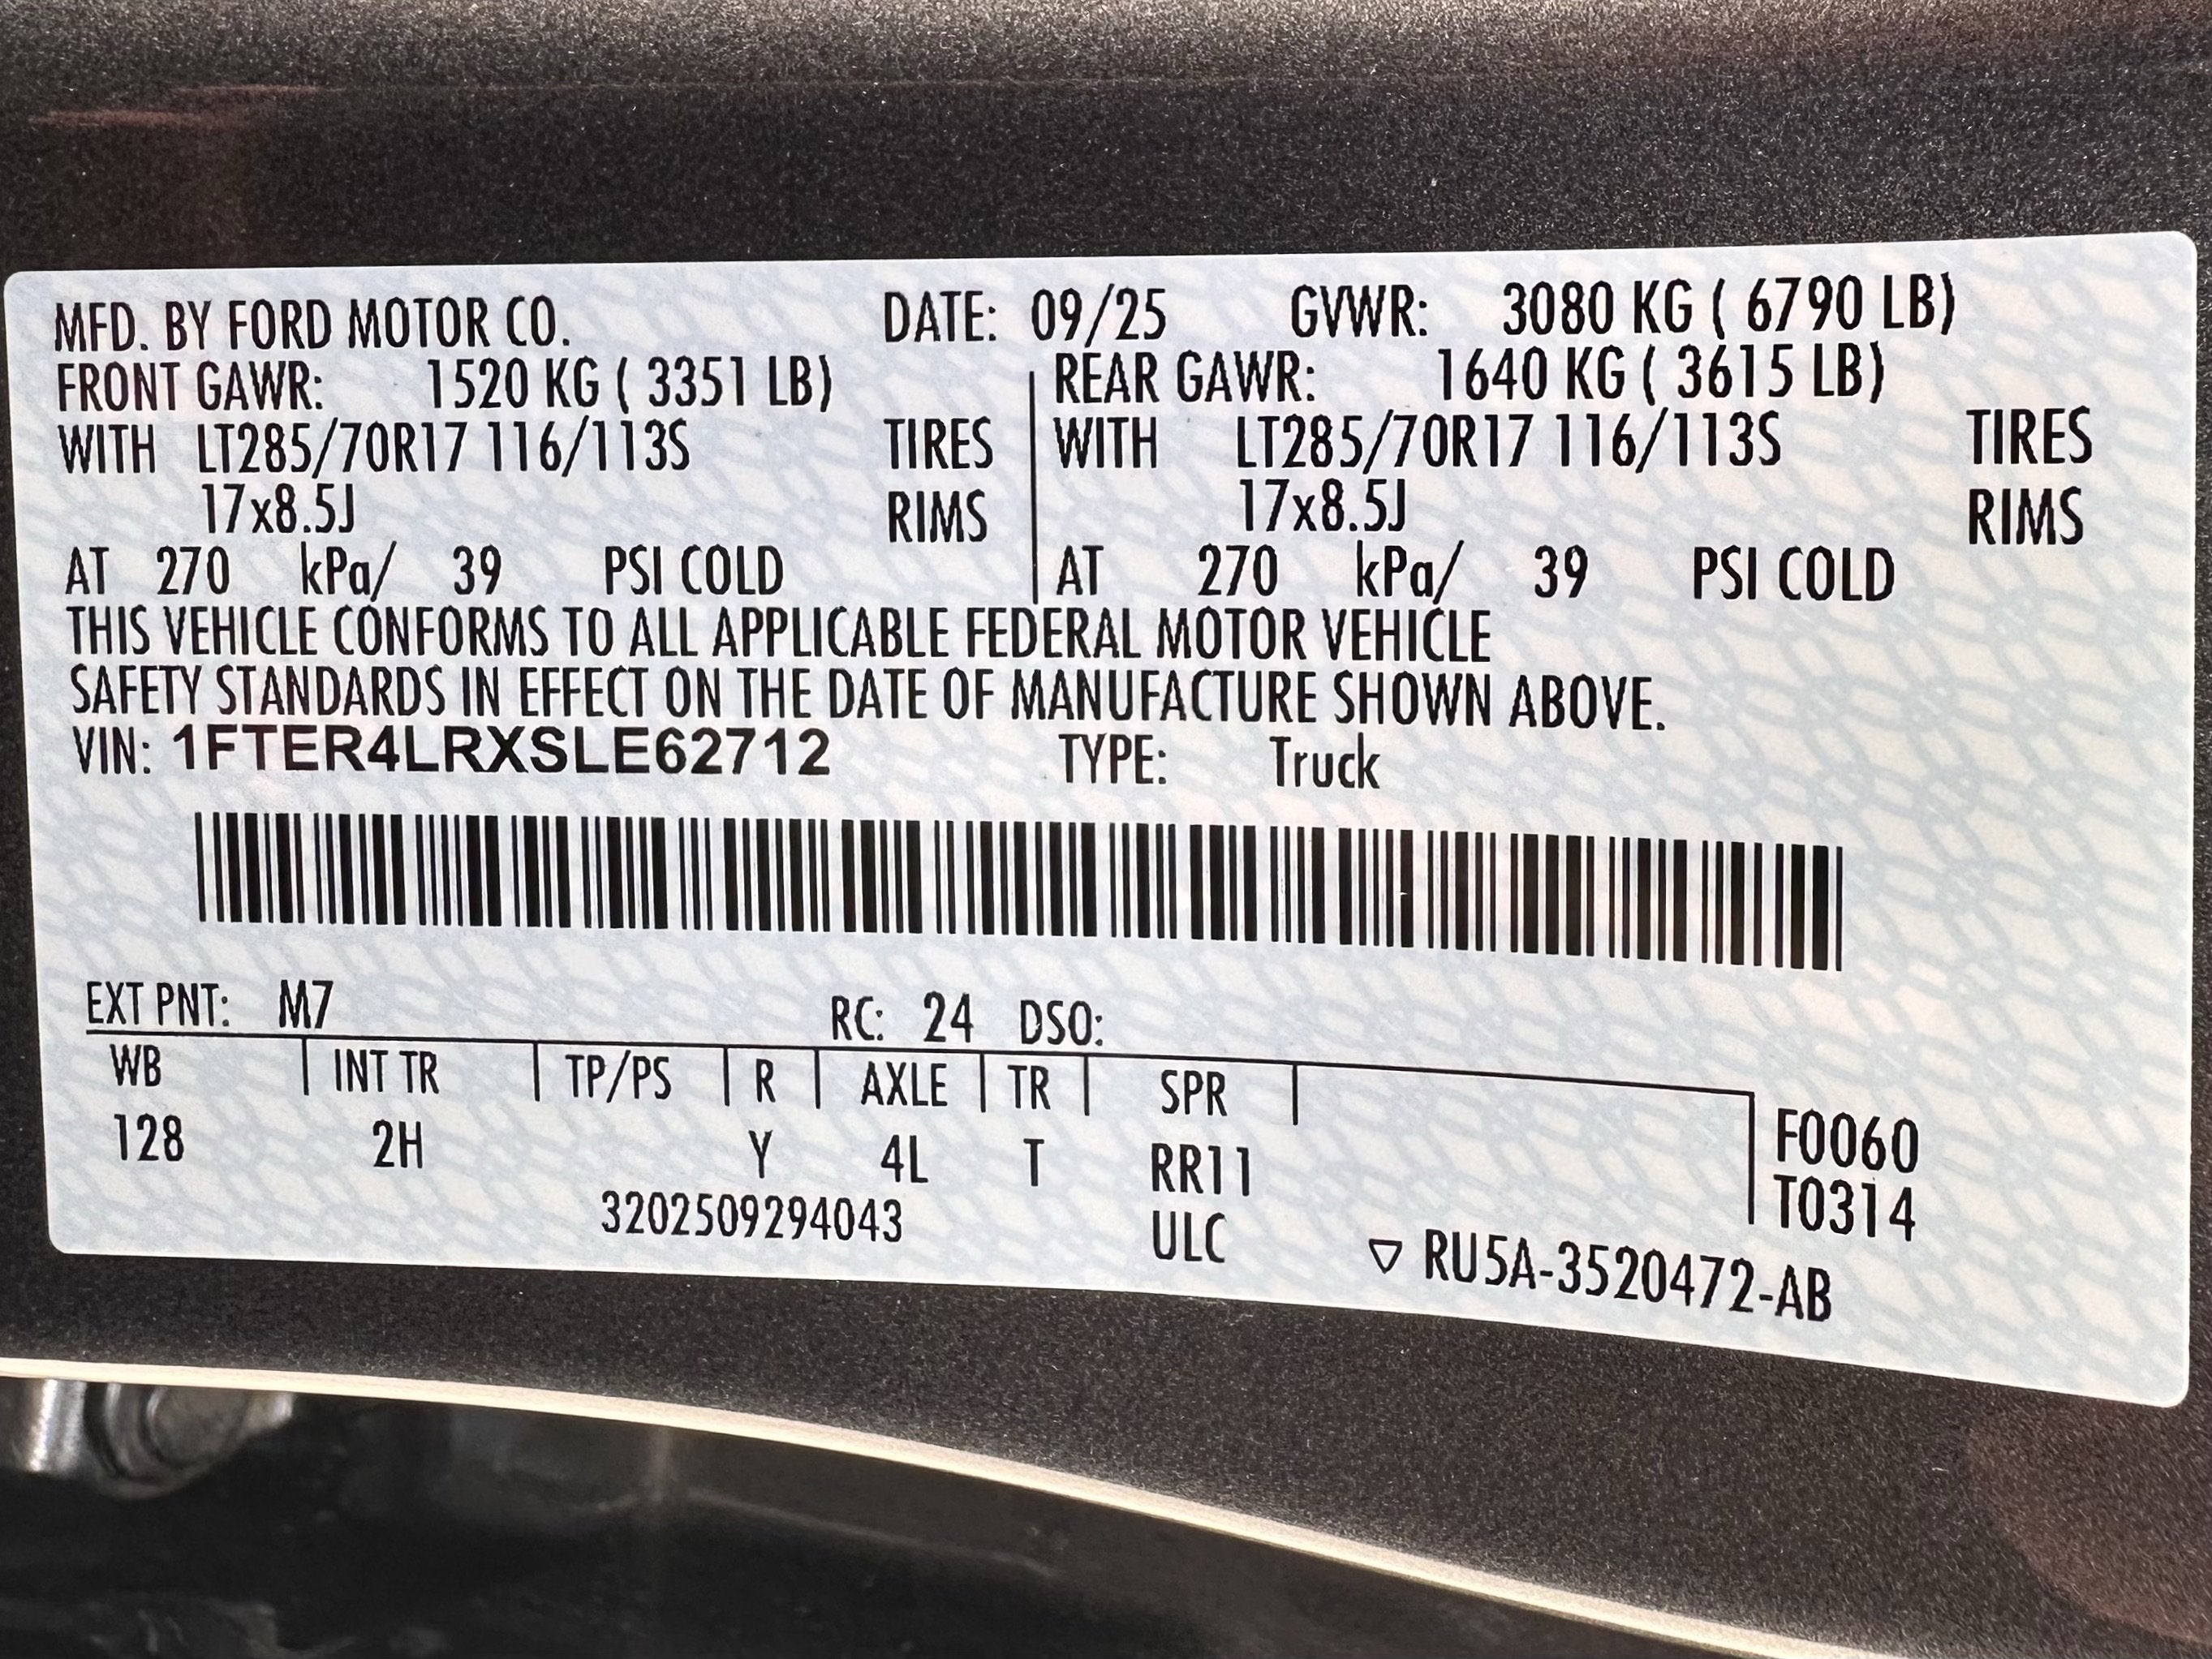 MFD. BY FORD MOTOR CO. DATE: 09/25 GVWR: 3080 KG ( 6790 LB)
FRONT GAWR: 1520 KG ( 3351 LB) REAR GAWR: 1640 KG ( 3615 LB)
WITH LT285/70R17 116/113S TIRES WITH LT285/70R17 116/113S TIRES
17x8.5J RIMS 17x8.5J RIMS
AT 270 kPa/ 39 PSI COLD AT 270 kPa/ 39 PSI COLD
THIS VEHICLE CONFORMS TO ALL APPLICABLE FEDERAL MOTOR VEHICLE
SAFETY STANDARDS IN EFFECT ON THE DATE OF MANUFACTURE SHOWN ABOVE.
VIN: 1FTER4LRXSLE62712 TYPE: Truck
EXT PNT: M7 RC: 24 DSO:
WB INT TR TP/PS R AXLE TR SPR
128 2H Y 4L T RR11 F0060
3202509294043 ULC T0314
▽ RU5A-3520472-AB